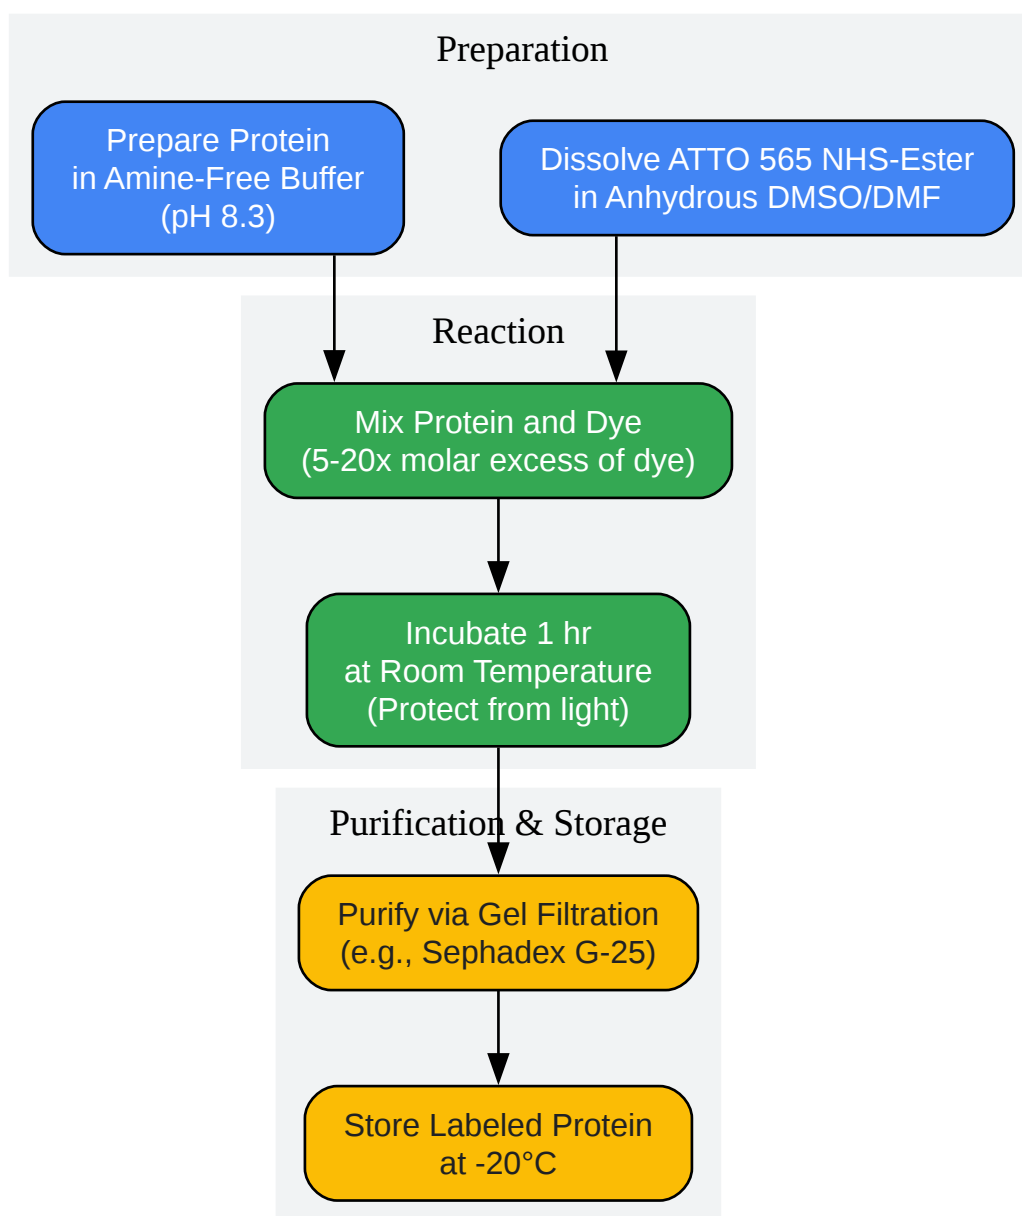 Preparation
Prepare Protein
in Amine-Free Buffer
(pH 8.3)
Dissolve ATTO 565 NHS-Ester
in Anhydrous DMSO/DMF
Reaction
Mix Protein and Dye
(5-20x molar excess of dye)
Incubate 1 hr
at Room Temperature
(Protect from light)
Purification & Storage
Purify via Gel Filtration
(e.g., Sephadex G-25)
Store Labeled Protein
at -20°C